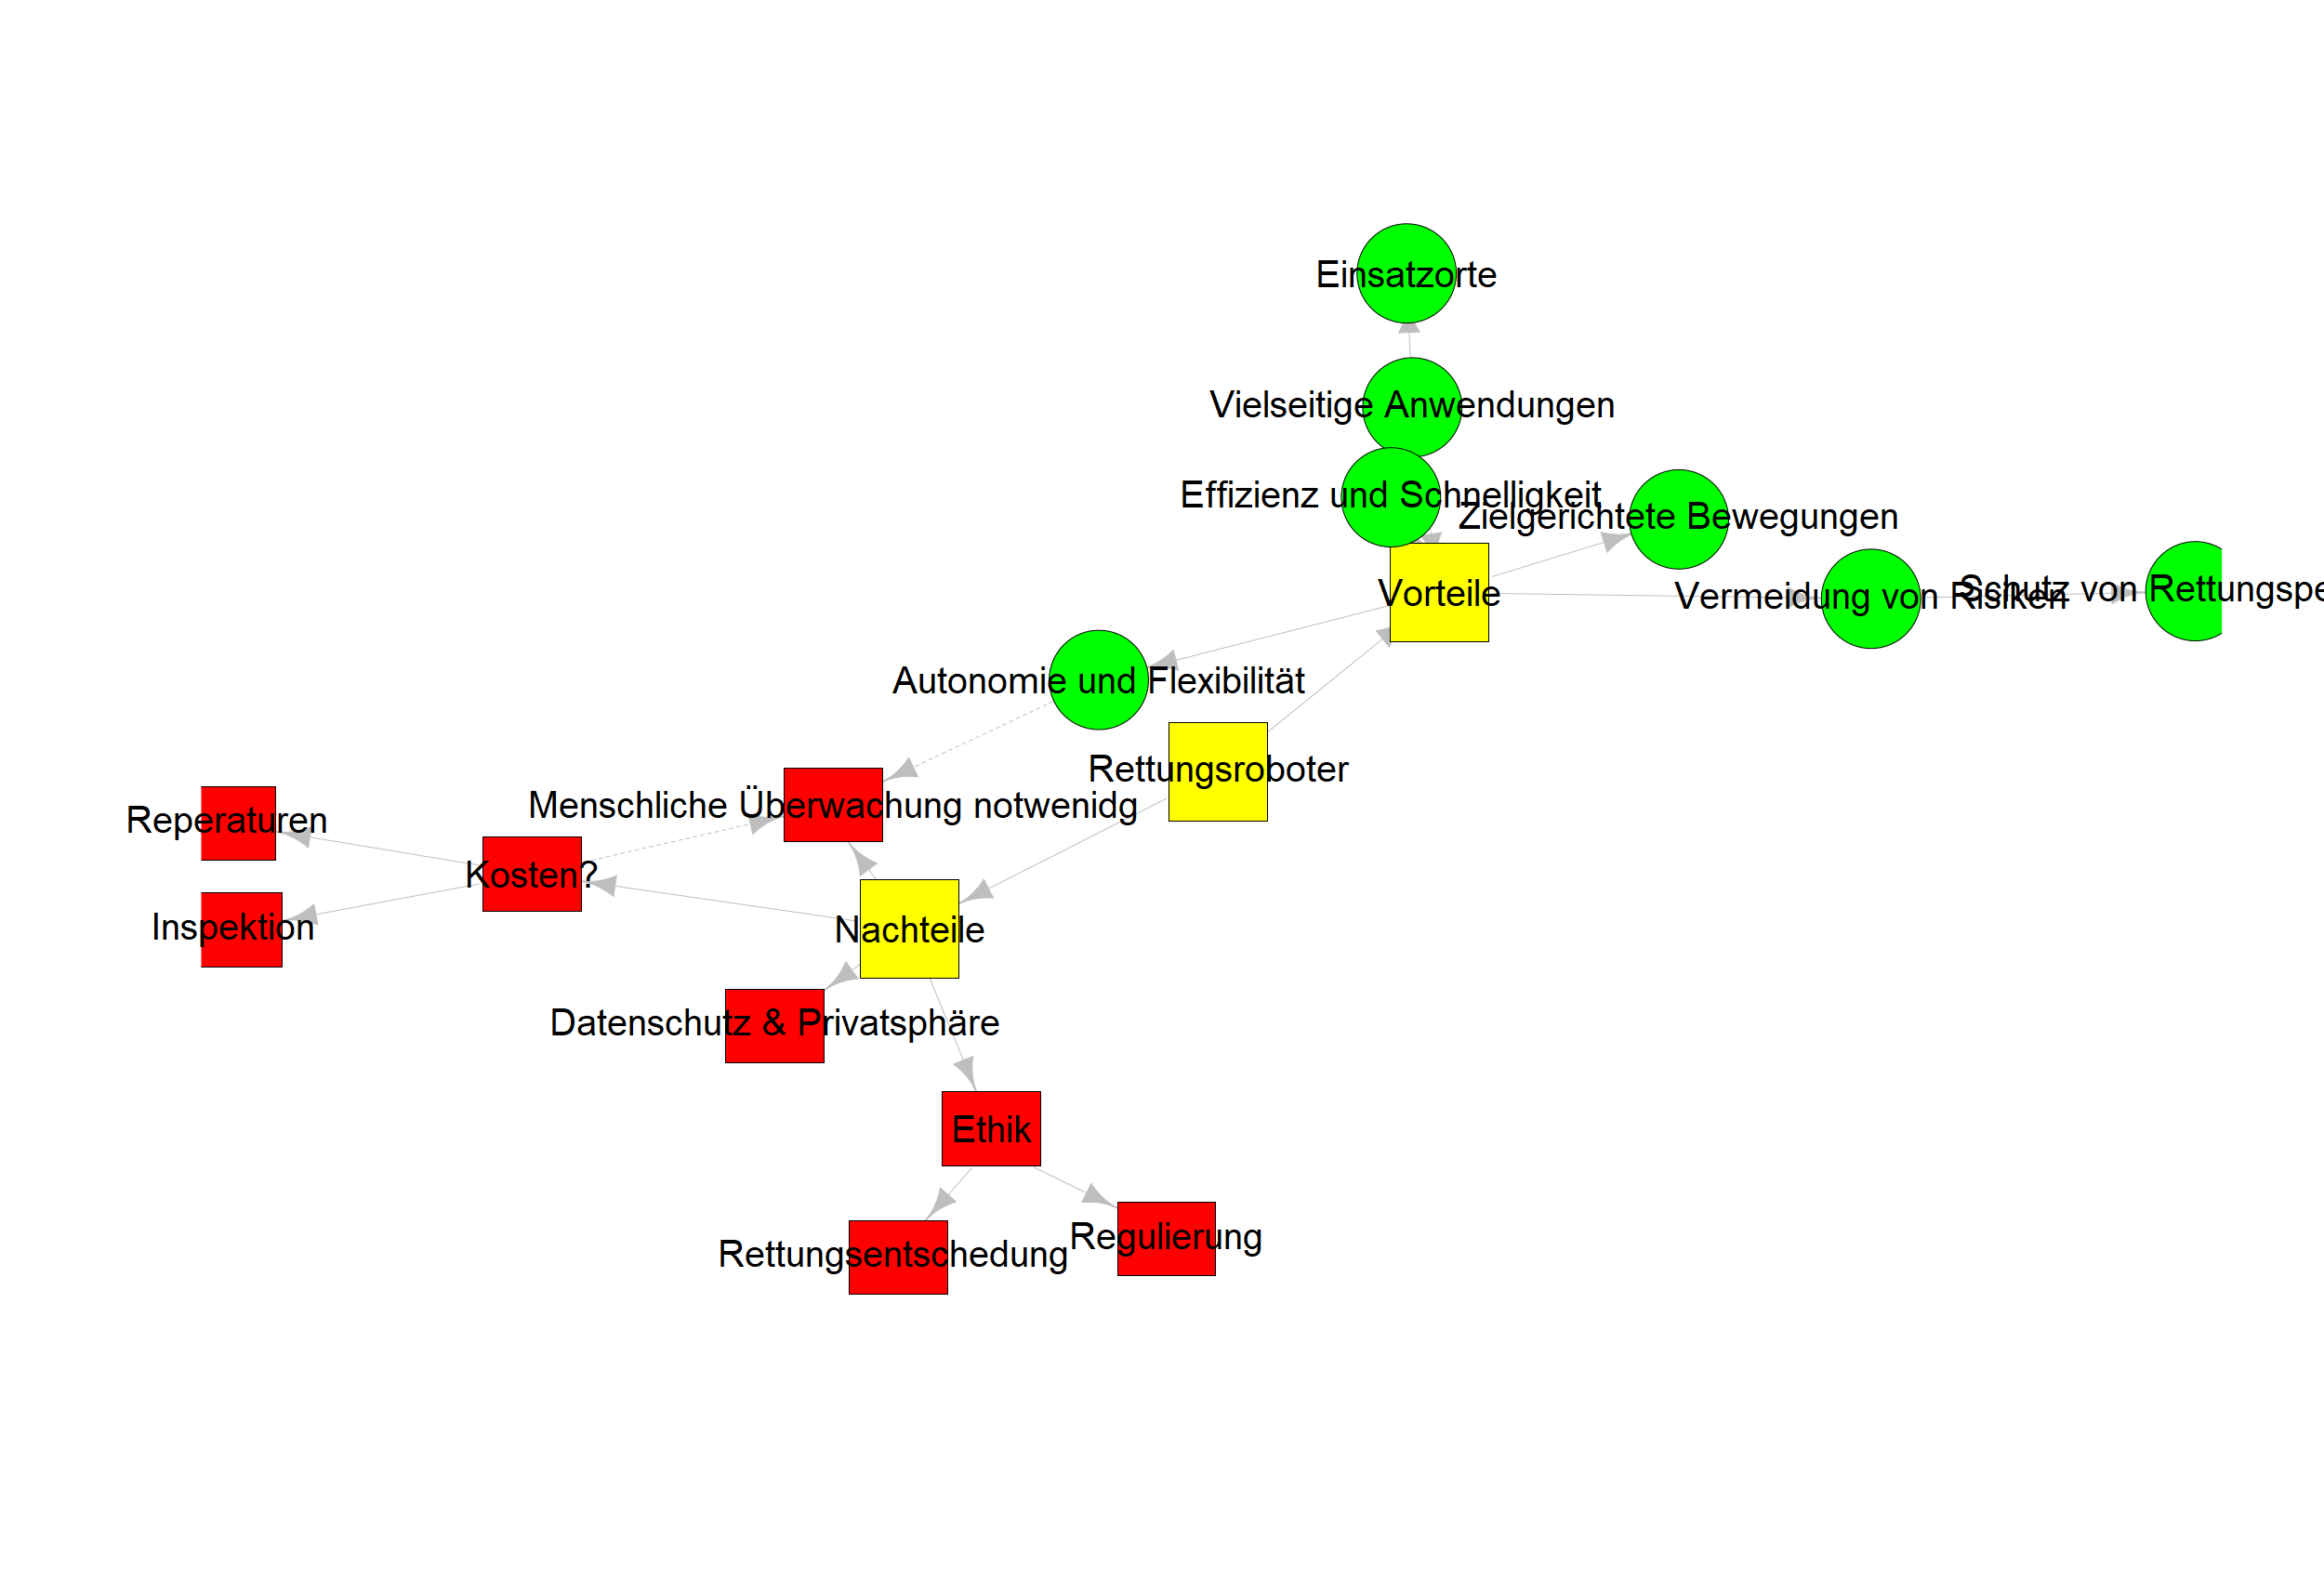 Einsatzorte
Vielseitige Anwendungen
Effizienz und Schnelligkeit
Zielgerichtete Bewegungen
Vorteile
Vermeidung von Risiken
Schutz von Rettungspe
Autonomie und Flexibilität
Rettungsroboter
Menschliche Überwachung notwenidg
Reperaturen
Kosten?
Inspektion
Nachteile
Datenschutz & Privatsphäre
Ethik
Rettungsentschedung
Regulierung